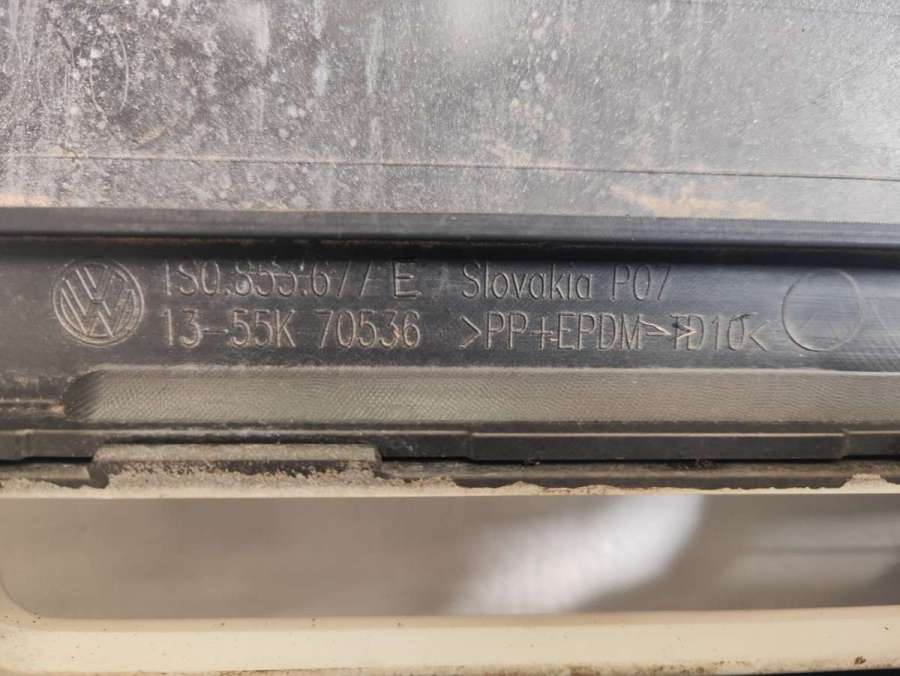 1S0.853.677 E Slovakia P07
13-55K 70536 >PP+EPDM-TD10<